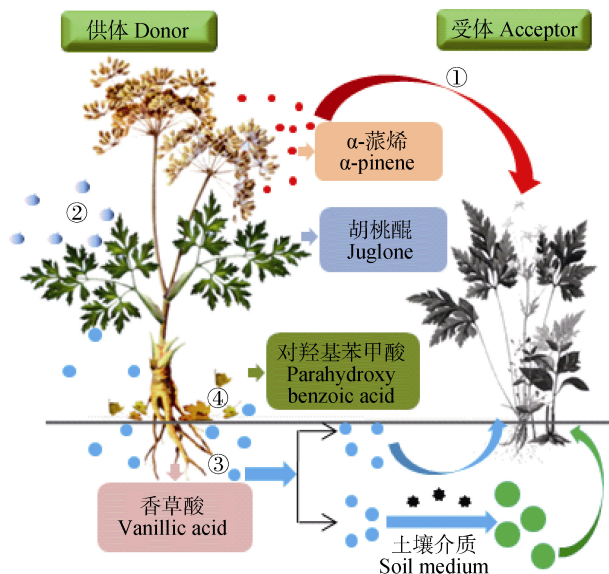 供体 Donor
受体 Acceptor
①
α-蒎烯
α-pinene
②
胡桃醌
Juglone
对羟基苯甲酸
Parahydroxy
benzoic acid
④
③
香草酸
Vanillic acid
土壤介质
Soil medium